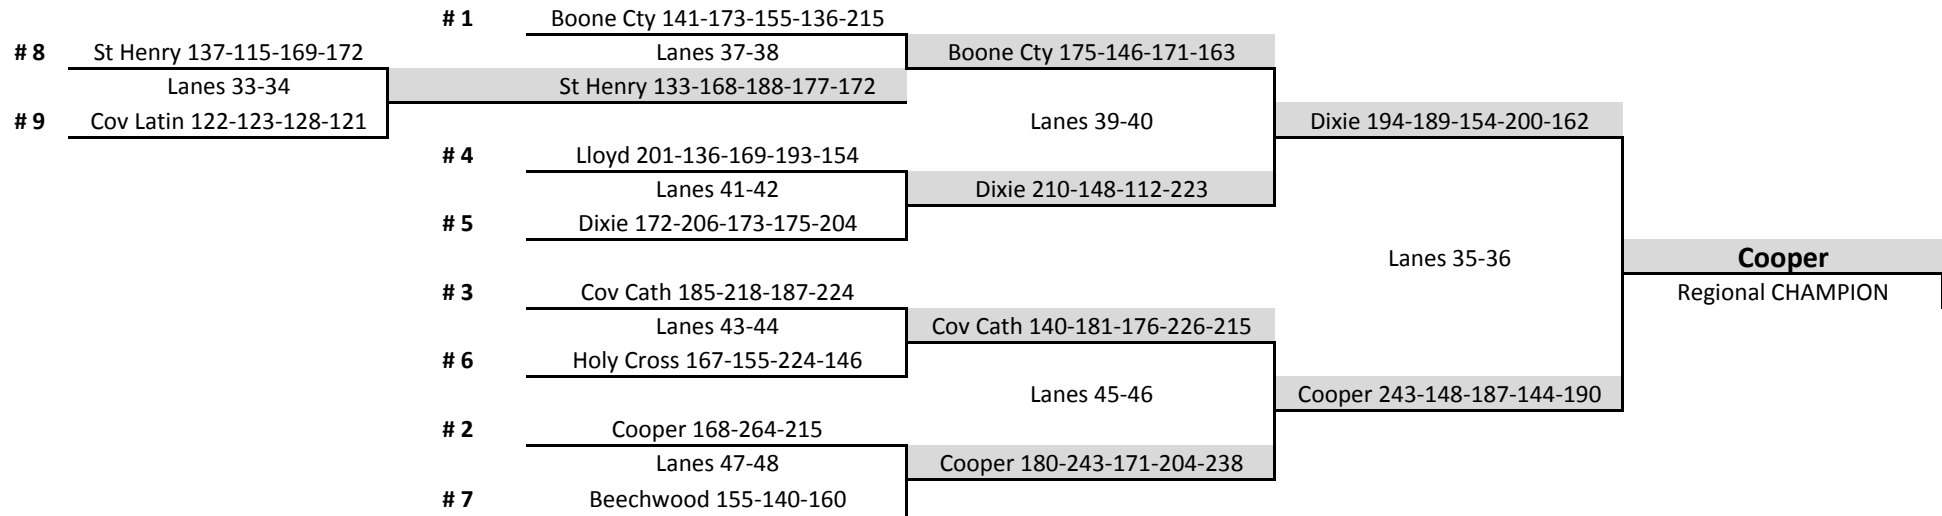 # 1 Boone Cty 141-173-155-136-215
# 8 St Henry 137-115-169-172 Lanes 37-38 Boone Cty 175-146-171-163
Lanes 33-34 St Henry 133-168-188-177-172
# 9 Cov Latin 122-123-128-121 Lanes 39-40 Dixie 194-189-154-200-162
# 4 Lloyd 201-136-169-193-154
Lanes 41-42 Dixie 210-148-112-223
# 5 Dixie 172-206-173-175-204
Lanes 35-36 Cooper
# 3 Cov Cath 185-218-187-224 Regional CHAMPION
Lanes 43-44 Cov Cath 140-181-176-226-215
# 6 Holy Cross 167-155-224-146
Lanes 45-46 Cooper 243-148-187-144-190
# 2 Cooper 168-264-215
Lanes 47-48 Cooper 180-243-171-204-238
# 7 Beechwood 155-140-160